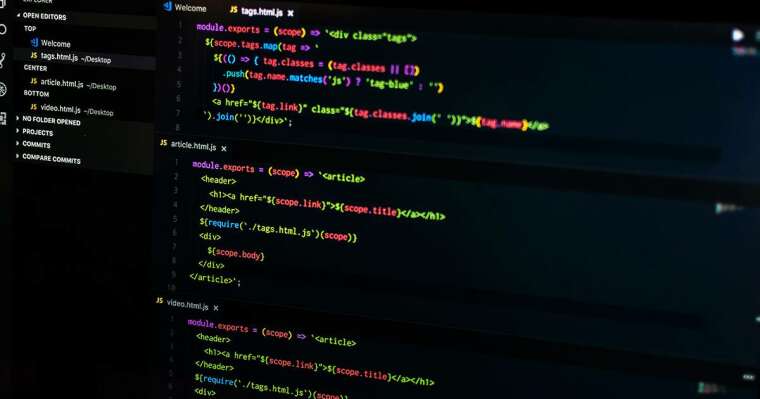 OPEN EDITORS
TOP
Welcome
JS tags.html.js ~/Desktop
CENTER
JS article.html.js ~/Desktop
BOTTOM
JS video.html.js ~/Desktop
NO FOLDER OPENED
PROJECTS
COMMITS
COMPARE COMMITS
Welcome JS tags.html.js ×
1 module.exports = (scope) => `<div class="tags">
2 ${scope.tags.map(tag => `
3 ${(() => { tag.classes = (tag.classes || [])
4 .push(tag.name.matches('js') ? 'tag-blue' : '')
5 })()}
6 <a href="${tag.link}" class="${tag.classes.join(' ')}">${tag.name}</a>
7 `).join('')}</div>`;
8
JS article.html.js ×
1 module.exports = (scope) => `<article>
2 <header>
3 <h1><a href="${scope.link}">${scope.title}</a></h1>
4 </header>
5 ${require('./tags.html.js')(scope)}
6 <div>
7 ${scope.body}
8 </div>
9 </article>`;
10
JS video.html.js ×
1 module.exports = (scope) => `<article>
2 <header>
3 <h1><a href="${scope.link}">${scope.title}</a></h1>
4 </header>
5 ${require('./tags.html.js')(scope)}
6 <div>